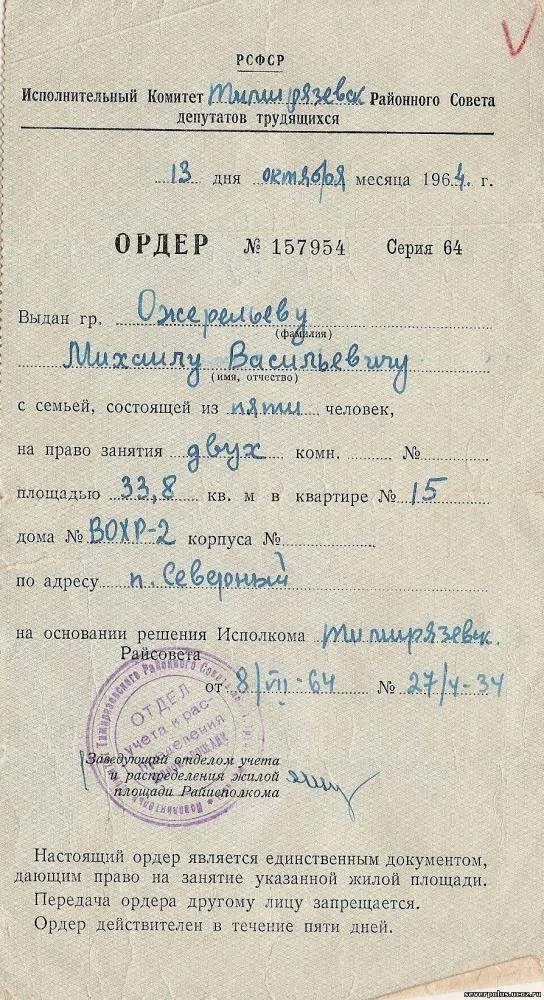 РСФСР
Исполнительный Комитет Тимирязевск Районного Совета
депутатов трудящихся
13 дня октября месяца 1964. г.
ОРДЕР № 157954 Серия 64
Выдан гр. Ожерельеву
(фамилия)
Михаилу Васильевичу
(имя, отчество)
с семьей, состоящей из пяти человек,
на право занятия двух комн. №
площадью 33,8 кв. м в квартире № 15
дома № ВОХР-2 корпуса №
по адресу п. Северный
на основании решения Исполкома Тимирязевск.
Райсовета
от 8/VII-64 № 27/4-34
ОТДЕЛ
учета и рас-
пределения
Заведующий отделом учета
и распределения жилой
площади Райисполкома
Настоящий ордер является единственным документом,
дающим право на занятие указанной жилой площади.
Передача ордера другому лицу запрещается.
Ордер действителен в течение пяти дней.
severpolus.ucoz.ru